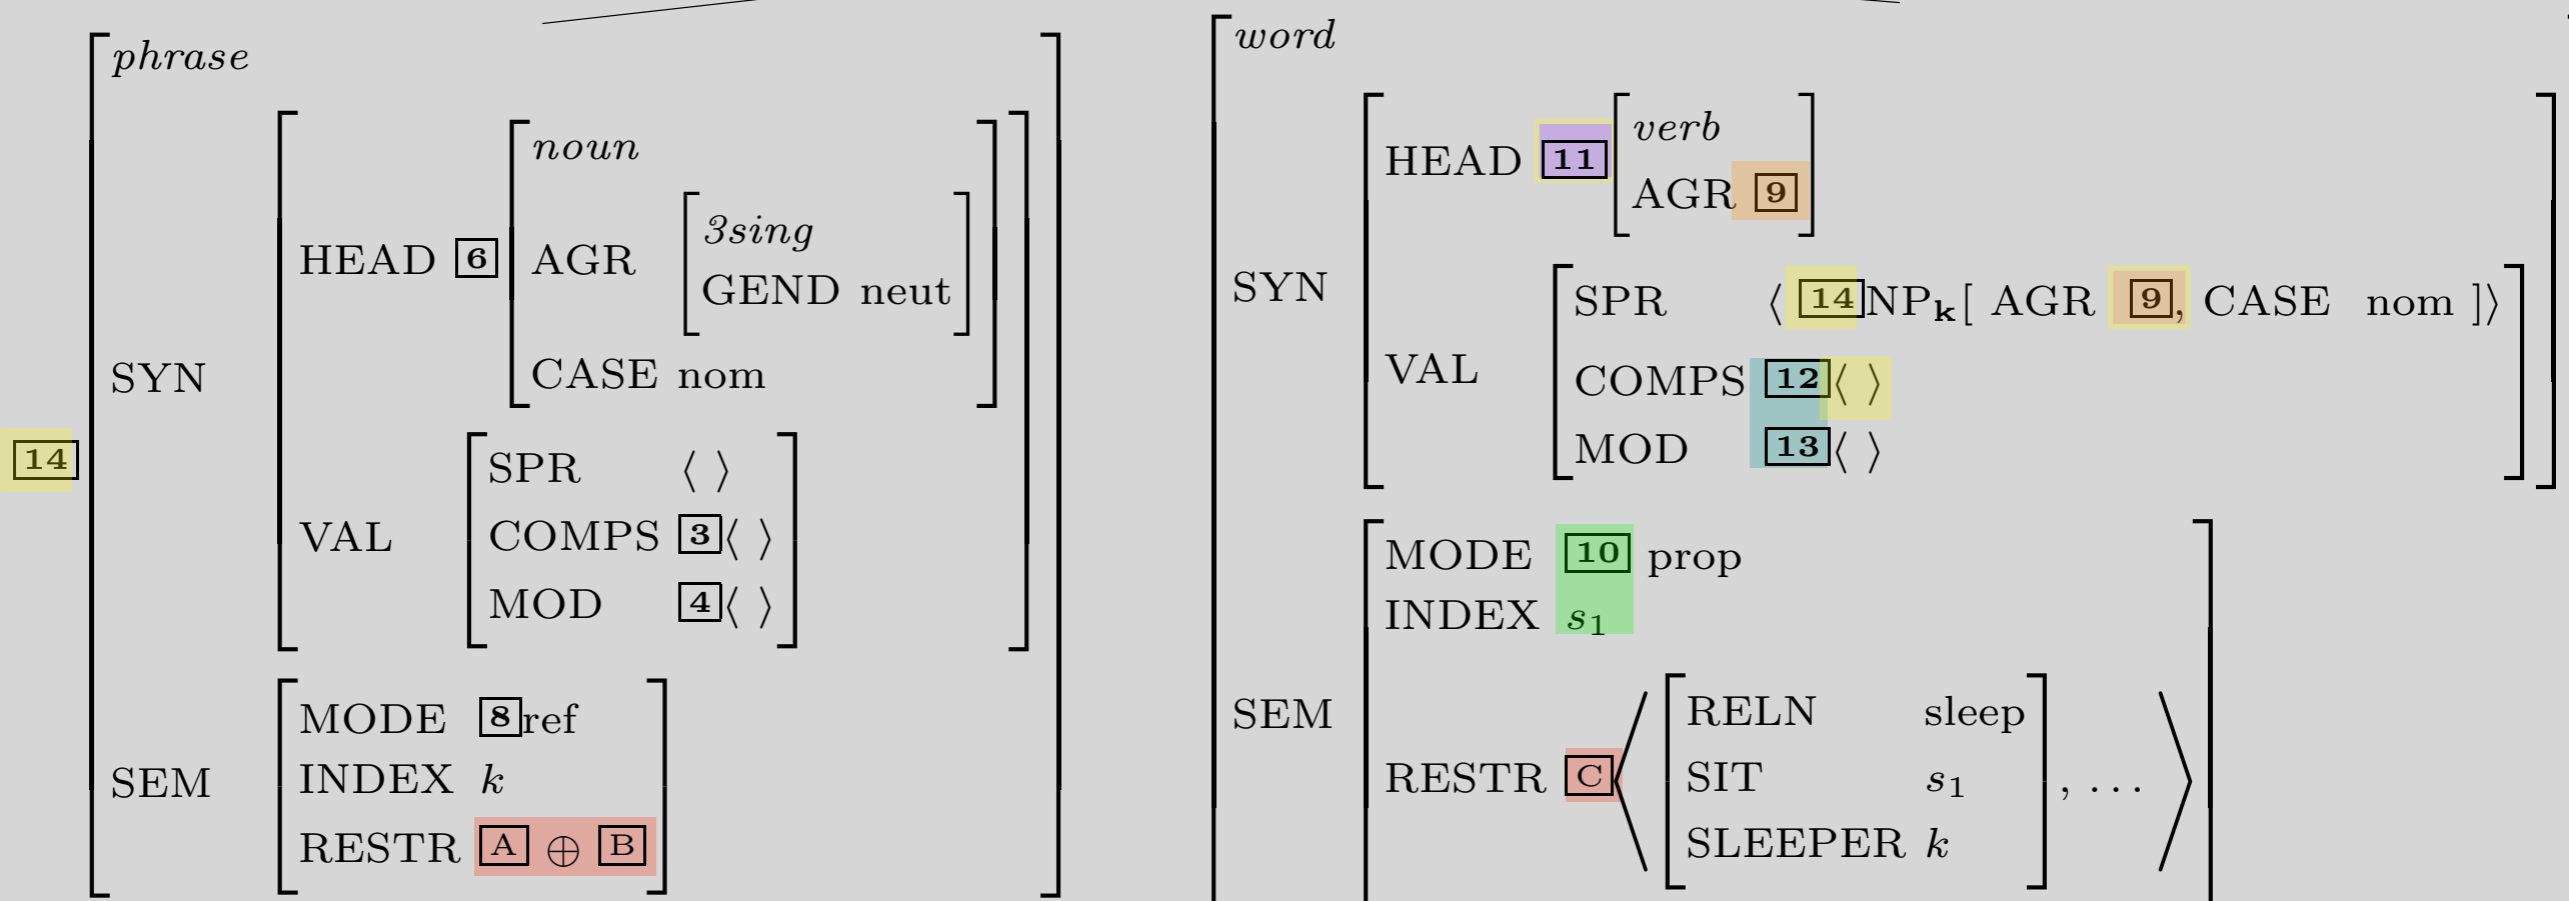 phrase
noun
3sing
HEAD 6 AGR
GEND neut
CASE nom
SYN
SPR ⟨ ⟩
VAL COMPS 3⟨ ⟩
MOD 4⟨ ⟩
14
MODE 8ref
SEM INDEX k
RESTR A ⊕ B
word
verb
HEAD 11
AGR 9
SYN
SPR ⟨ 14NPk[ AGR 9, CASE nom ]⟩
VAL COMPS 12⟨ ⟩
MOD 13⟨ ⟩
MODE 10 prop
INDEX s1
SEM
RELN sleep
RESTR C⟨ SIT s1 , … ⟩
SLEEPER k